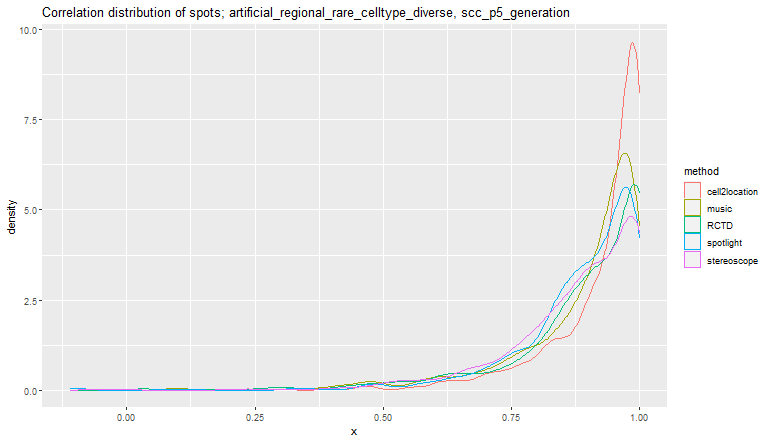 Correlation distribution of spots; artificial_regional_rare_celltype_diverse, scc_p5_generation
10.0
7.5
5.0
2.5
0.0
density
0.00
0.25
0.50
0.75
1.00
x
method
cell2location
music
RCTD
spotlight
stereoscope